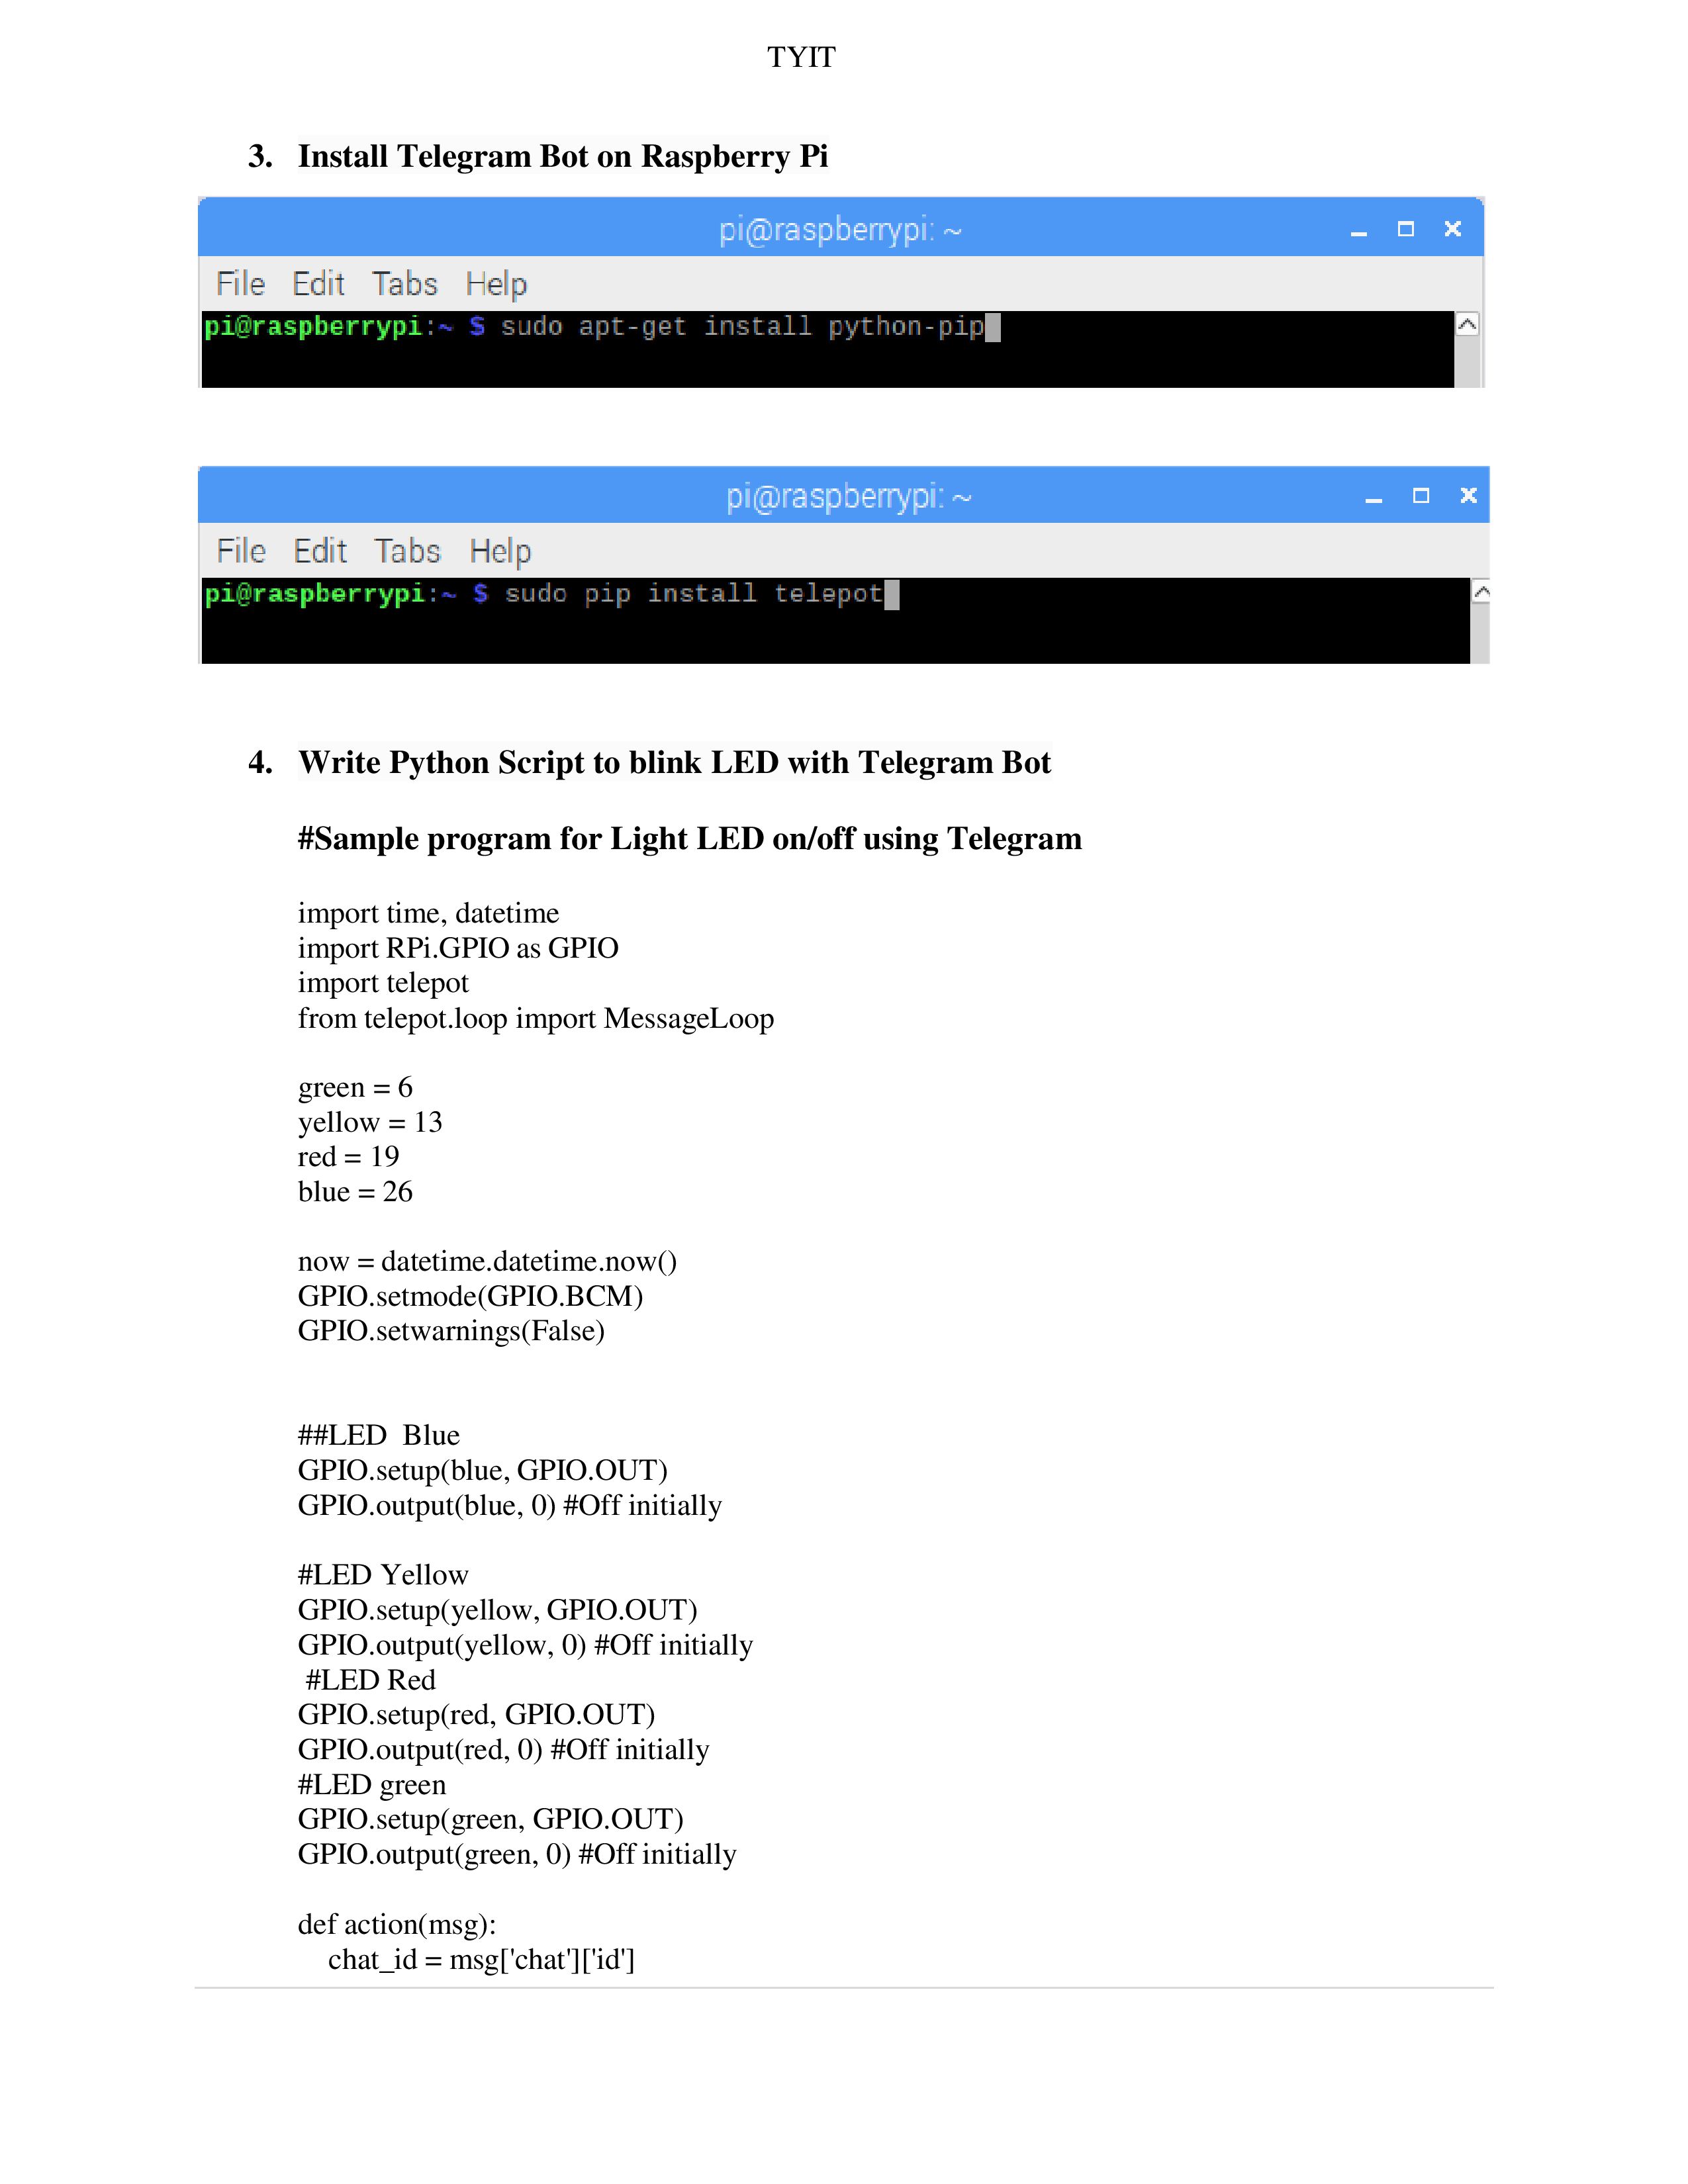 TYIT
3. Install Telegram Bot on Raspberry Pi
pi@raspberrypi: ~
File Edit Tabs Help
pi@raspberrypi:~ $ sudo apt-get install python-pip
pi@raspberrypi: ~
File Edit Tabs Help
pi@raspberrypi:~ $ sudo pip install telepot
4. Write Python Script to blink LED with Telegram Bot
#Sample program for Light LED on/off using Telegram
import time, datetime
import RPi.GPIO as GPIO
import telepot
from telepot.loop import MessageLoop
green = 6
yellow = 13
red = 19
blue = 26
now = datetime.datetime.now()
GPIO.setmode(GPIO.BCM)
GPIO.setwarnings(False)
##LED  Blue
GPIO.setup(blue, GPIO.OUT)
GPIO.output(blue, 0) #Off initially
#LED Yellow
GPIO.setup(yellow, GPIO.OUT)
GPIO.output(yellow, 0) #Off initially
#LED Red
GPIO.setup(red, GPIO.OUT)
GPIO.output(red, 0) #Off initially
#LED green
GPIO.setup(green, GPIO.OUT)
GPIO.output(green, 0) #Off initially
def action(msg):
chat_id = msg['chat']['id']